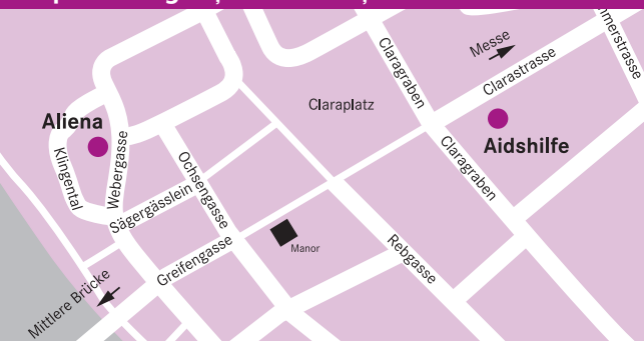 Messe
Claragraben
Clarastrasse
Claraplatz
Aliena
Aidshilfe
Klingental
Webergasse
Ochsengasse
Claragraben
Sägergässlein
Manor
Greifengasse
Rebgasse
Mittlere Brücke